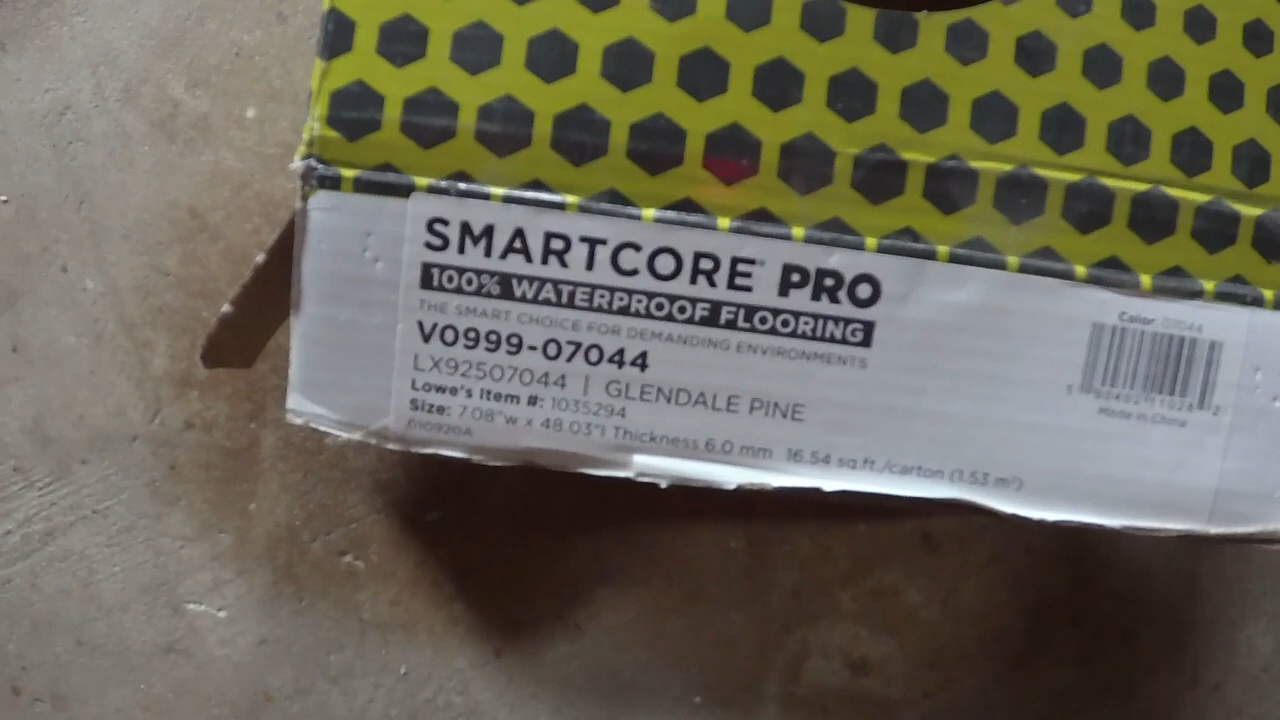 SMARTCORE PRO
100% WATERPROOF FLOORING
THE SMART CHOICE FOR DEMANDING ENVIRONMENTS
V0999-07044
LX92507044 | GLENDALE PINE
Lowe's Item #: 1035294
Size: 7.08"w x 48.03"l Thickness 6.0 mm 16.54 sq.ft./carton (1.53 m²)
010920A
Color: 07044
Made in China